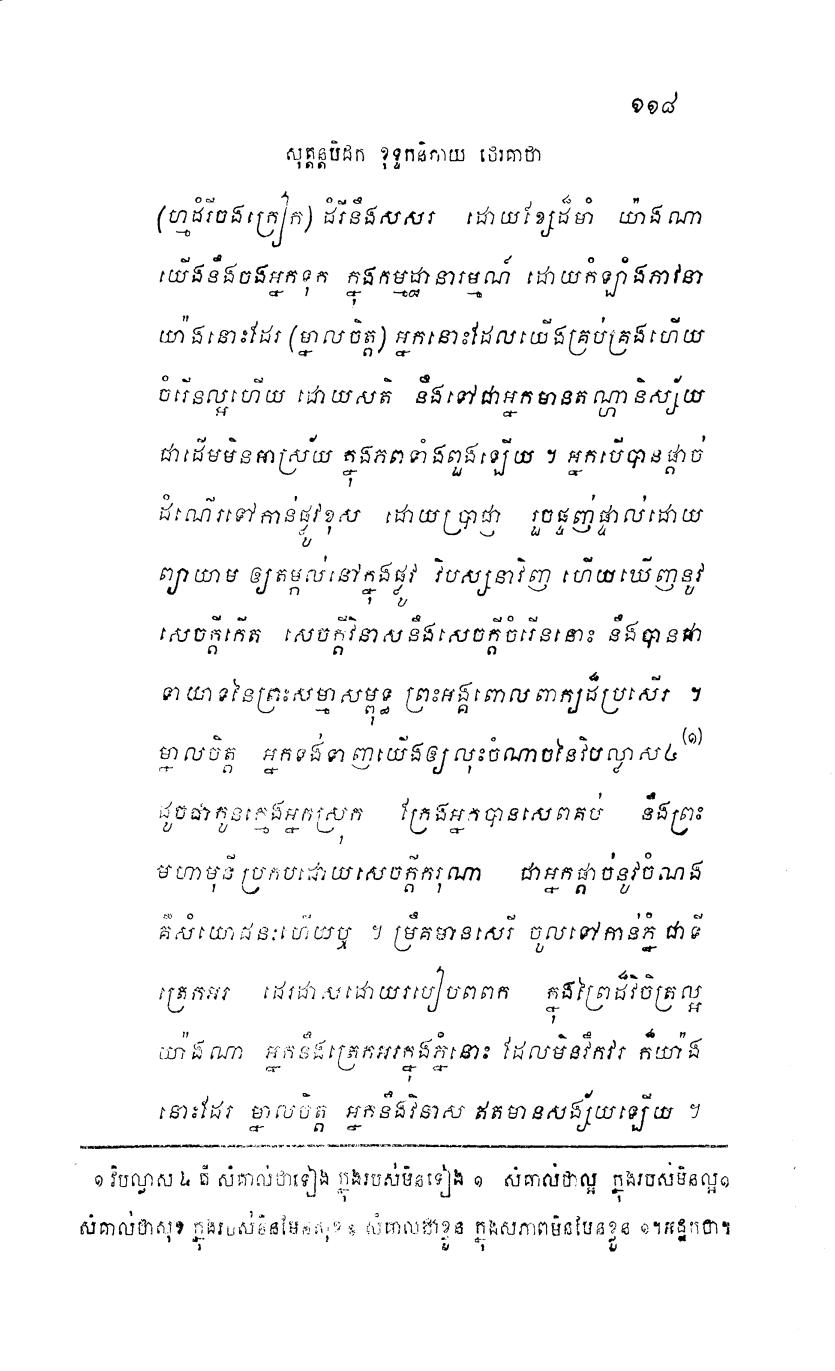 ១១៨
សុត្តន្តបិដក ខុទ្ទកនិកាយ ថេរគាថា
(ហ្មដំរីចងក្រៀក) ដំរីនឹងសសរ ដោយខ្សែដ៏មាំ យ៉ាងណា
យើងនឹងចងអ្នកទុក ក្នុងកម្មដ្ឋានារម្មណ៍ ដោយកំឡាំងភាវនា
យ៉ាងនោះដែរ (ម្នាលចិត្ត) អ្នកនោះដែលយើងគ្រប់គ្រងហើយ
ចំរើនល្អហើយ ដោយសតិ នឹងទៅជាអ្នកមានតណ្ហានិស្ស័យ
ជាដើមមិនអាស្រ័យ ក្នុងភពទាំងពួងឡើយ ។ អ្នកបើបានផ្តាច់
ដំណើរទៅកាន់ផ្លូវខុស ដោយប្រាជ្ញា រួចផ្ចាញ់ផ្ចាល់ដោយ
ព្យាយាម ឲ្យតម្កល់នៅក្នុងផ្លូវ វិបស្សនាវិញ ហើយឃើញនូវ
សេចក្តីកើត សេចក្តីវិនាសនឹងសេចក្តីចំរើននោះ នឹងបានជា
ទាយាទនៃព្រះសម្មាសម្ពុទ្ធ ព្រះអង្គពោលពាក្យដ៏ប្រសើរ ។
ម្នាលចិត្ត អ្នកទង់ទាញយើងឲ្យលុះចំណាចនៃវិបល្លាស៤ (១)
ដូចជាកូនក្មេងអ្នកស្រុក ក្រែងអ្នកបានសេពគប់ នឹងព្រះ
មហាមុនីប្រកបដោយសេចក្តីករុណា ជាអ្នកផ្តាច់នូវចំណង
គឺសំយោជនៈហើយឬ ។ ម្រឹគមានសេរី ចូលទៅកាន់ភ្នំ ជាទី
ត្រេកអរ ដេរដាសដោយរបៀបពពក ក្នុងព្រៃដ៏វិចិត្រល្អ
យ៉ាងណា អ្នកនឹងត្រេកអរក្នុងភ្នំនោះ ដែលមិនវឹកវរ ក៏យ៉ាង
នោះដែរ ម្នាលចិត្ត អ្នកនឹងវិនាស ឥតមានសង្ស័យឡើយ ។
១ វិបល្លាស ៤ គឺ សំគាល់ថាទៀង ក្នុងរបស់មិនទៀង ១ សំគាល់ថាល្អ ក្នុងរបស់មិនល្អ១
សំគាល់ថាសុខ ក្នុងរបស់មិនមែនសុខ ១ សំគាលថាខ្លួន ក្នុងសភាពមិនមែនខ្លួន ១។អដ្ឋកថា។